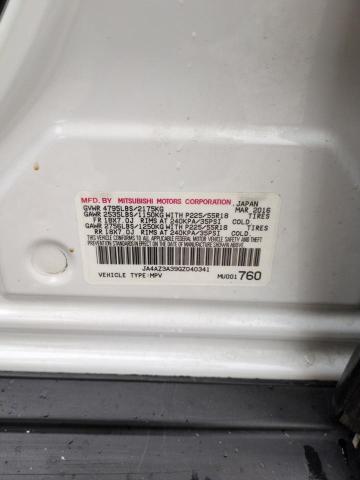 MFD. BY MITSUBISHI MOTORS CORPORATION, JAPAN
GVWR 4795LBS/2175KG MAR.2016
GAWR 2535LBS/1150KG WITH P225/55R18 TIRES
FR 18X7.0J RIMS AT 240KPA/35PSI COLD.
GAWR 2756LBS/1250KG WITH P225/55R18 TIRES
RR 18X7.0J RIMS AT 240KPA/35PSI COLD.
JA4AZ3A39GZ040341
VEHICLE TYPE:MPV MU001760